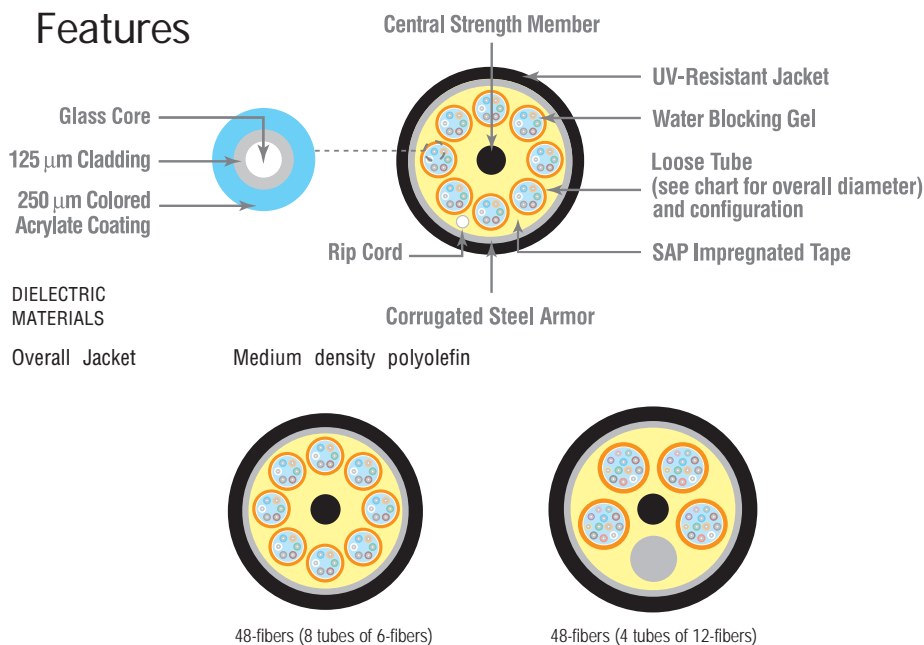 Features
Central Strength Member
UV-Resistant Jacket
Glass Core
Water Blocking Gel
125 μm Cladding
Loose Tube
(see chart for overall diameter)
and configuration
250 μm Colored
Acrylate Coating
Rip Cord
SAP Impregnated Tape
DIELECTRIC
MATERIALS
Corrugated Steel Armor
Overall Jacket Medium density polyolefin
48-fibers (8 tubes of 6-fibers)
48-fibers (4 tubes of 12-fibers)